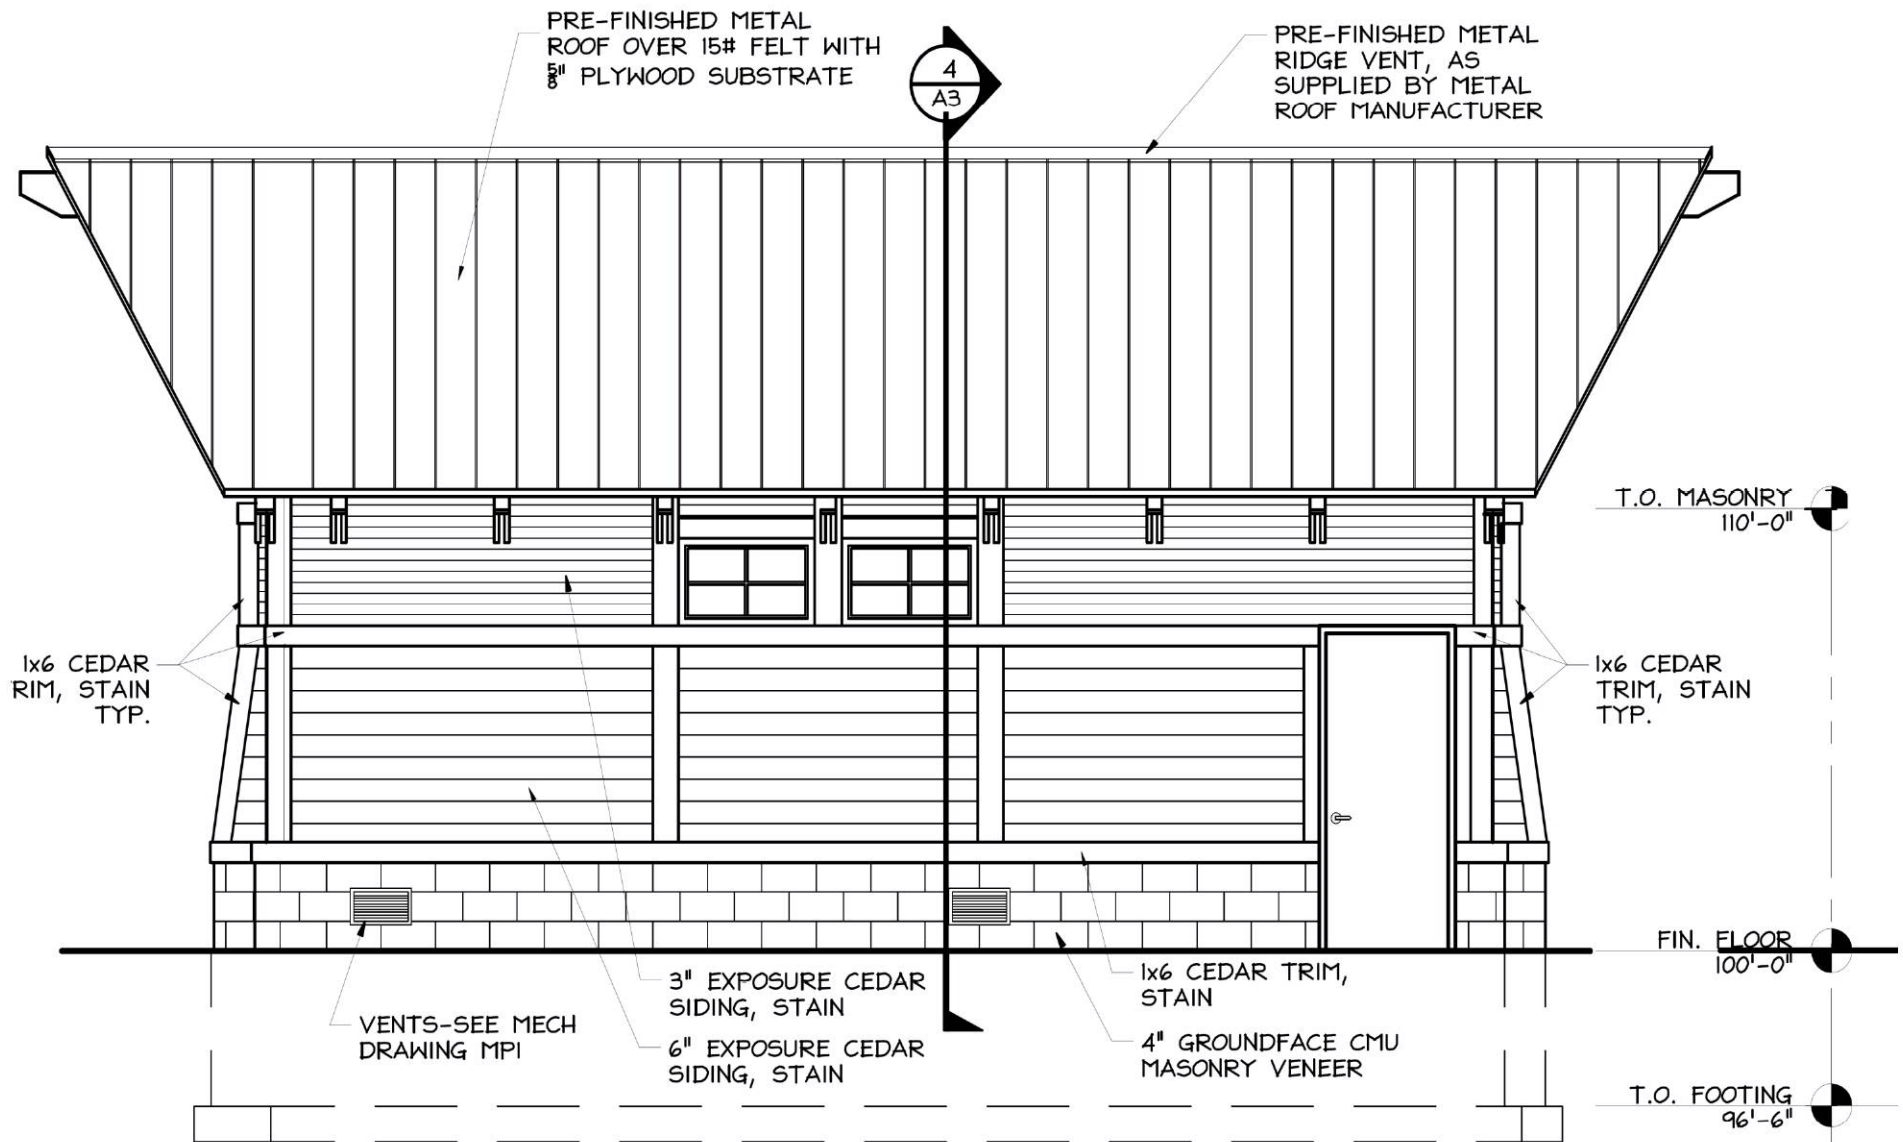 PRE-FINISHED METAL
ROOF OVER 15# FELT WITH
5/8" PLYWOOD SUBSTRATE
4
A3
PRE-FINISHED METAL
RIDGE VENT, AS
SUPPLIED BY METAL
ROOF MANUFACTURER
T.O. MASONRY
110'-0"
1x6 CEDAR
RIM, STAIN
TYP.
1x6 CEDAR
TRIM, STAIN
TYP.
FIN. FLOOR
100'-0"
3" EXPOSURE CEDAR
SIDING, STAIN
1x6 CEDAR TRIM,
STAIN
VENTS-SEE MECH
DRAWING MP1
6" EXPOSURE CEDAR
SIDING, STAIN
4" GROUNDFACE CMU
MASONRY VENEER
T.O. FOOTING
96'-6"